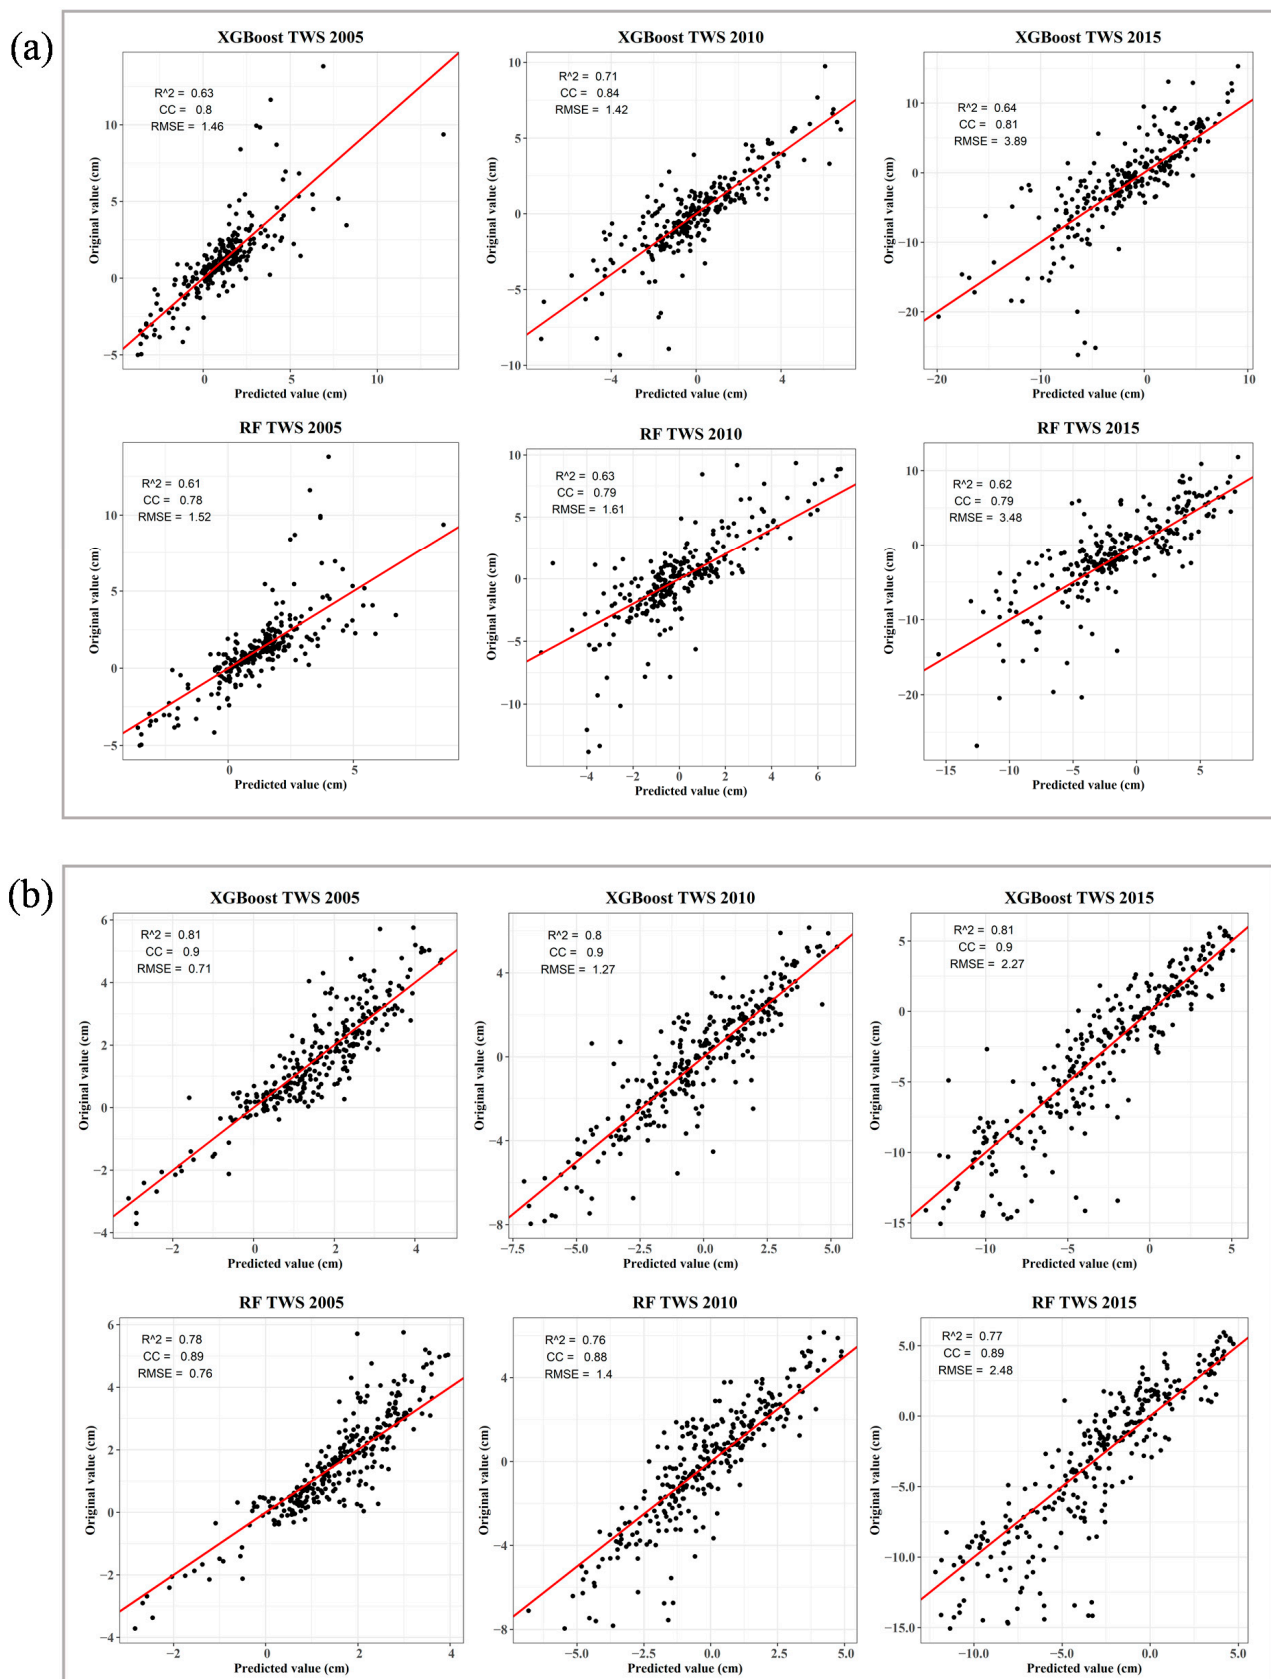 (a)
XGBoost TWS 2005
R^2 = 0.63
CC = 0.8
RMSE = 1.46
10
5
0
−5
Original value (cm)
0
5
10
Predicted value (cm)
XGBoost TWS 2010
R^2 = 0.71
CC = 0.84
RMSE = 1.42
10
5
0
−5
−10
Original value (cm)
−4
0
4
Predicted value (cm)
XGBoost TWS 2015
R^2 = 0.64
CC = 0.81
RMSE = 3.89
10
0
−10
−20
Original value (cm)
−20
−10
0
10
Predicted value (cm)
RF TWS 2005
R^2 = 0.61
CC = 0.78
RMSE = 1.52
10
5
0
−5
Original value (cm)
0
5
Predicted value (cm)
RF TWS 2010
R^2 = 0.63
CC = 0.79
RMSE = 1.61
10
5
0
−5
−10
Original value (cm)
−4
−2
0
2
4
6
Predicted value (cm)
RF TWS 2015
R^2 = 0.62
CC = 0.79
RMSE = 3.48
10
0
−10
−20
Original value (cm)
−15
−10
−5
0
5
Predicted value (cm)
(b)
XGBoost TWS 2005
R^2 = 0.81
CC = 0.9
RMSE = 0.71
6
4
2
0
−2
−4
Original value (cm)
−2
0
2
4
Predicted value (cm)
XGBoost TWS 2010
R^2 = 0.8
CC = 0.9
RMSE = 1.27
4
0
−4
−8
Original value (cm)
−7.5
−5.0
−2.5
0.0
2.5
5.0
Predicted value (cm)
XGBoost TWS 2015
R^2 = 0.81
CC = 0.9
RMSE = 2.27
5
0
−5
−10
−15
Original value (cm)
−10
−5
0
5
Predicted value (cm)
RF TWS 2005
R^2 = 0.78
CC = 0.89
RMSE = 0.76
6
4
2
0
−2
−4
Original value (cm)
−2
0
2
4
Predicted value (cm)
RF TWS 2010
R^2 = 0.76
CC = 0.88
RMSE = 1.4
4
0
−4
−8
Original value (cm)
−5.0
−2.5
0.0
2.5
5.0
Predicted value (cm)
RF TWS 2015
R^2 = 0.77
CC = 0.89
RMSE = 2.48
5.0
0.0
−5.0
−10.0
−15.0
Original value (cm)
−10.0
−5.0
0.0
5.0
Predicted value (cm)